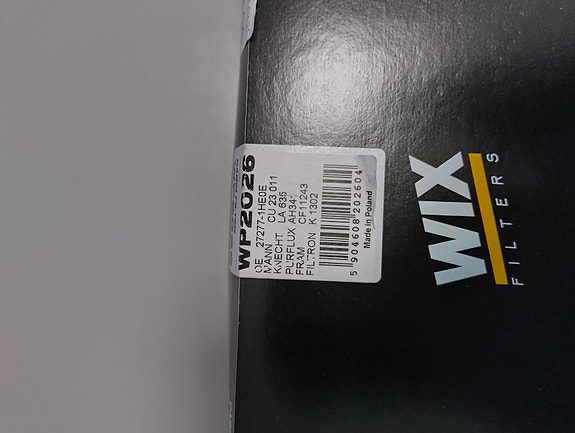 WP2026
OE 27277-1HE0E
MANN CU 23 011
KNECHT LA 635
PURFLUX AH341
FRAM CF11243
FILTRON K 1302
5 904608 202604
Made in Poland
WIX
FILTERS